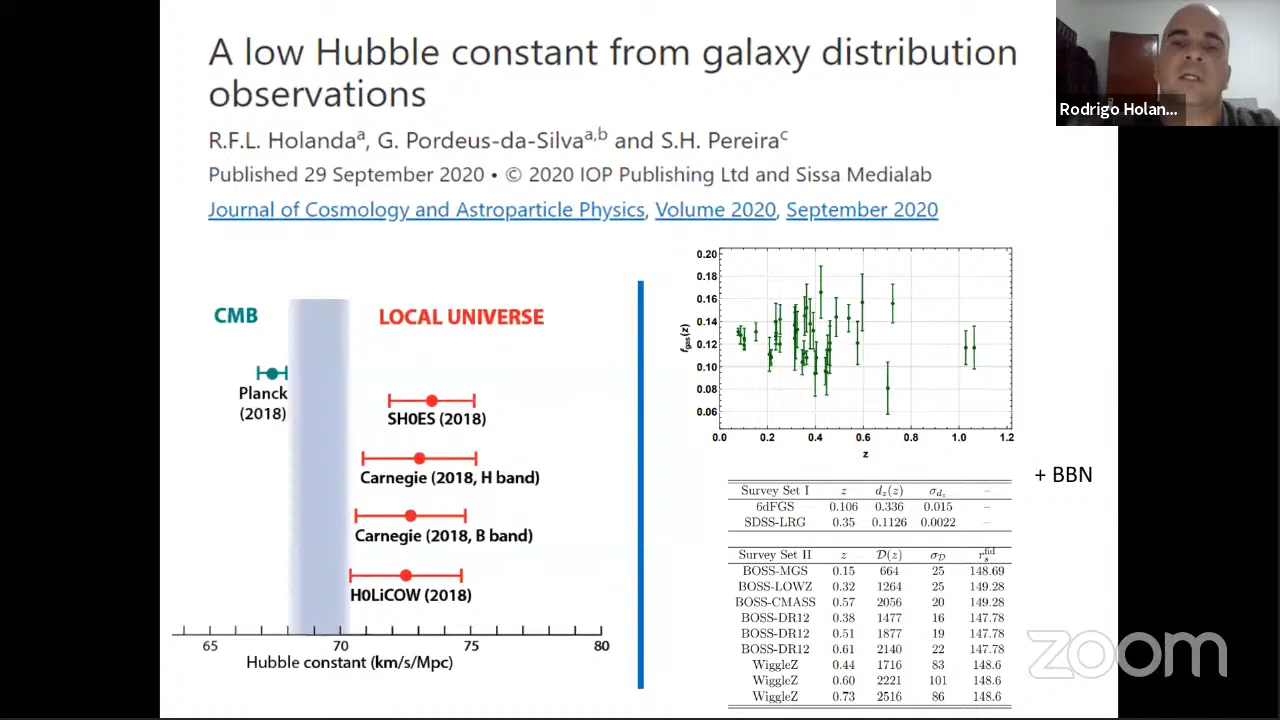 A low Hubble constant from galaxy distribution
observations
R.F.L. Holandaᵃ, G. Pordeus-da-Silvaᵃ,ᵇ and S.H. Pereiraᶜ
Published 29 September 2020 • © 2020 IOP Publishing Ltd and Sissa Medialab
Journal of Cosmology and Astroparticle Physics, Volume 2020, September 2020
Rodrigo Holan...
CMB
LOCAL UNIVERSE
Planck
(2018)
SH0ES (2018)
Carnegie (2018, H band)
Carnegie (2018, B band)
H0LiCOW (2018)
65 70 75 80
Hubble constant (km/s/Mpc)
0.20
0.18
0.16
0.14
0.12
0.10
0.08
0.06
f_gas(z)
0.0 0.2 0.4 0.6 0.8 1.0 1.2
z
+ BBN
Survey Set I z d_z(z) σ_{d_z} –
6dFGS 0.106 0.336 0.015 –
SDSS-LRG 0.35 0.1126 0.0022 –
Survey Set II z 𝒟(z) σ_𝒟 r_s^fid
BOSS-MGS 0.15 664 25 148.69
BOSS-LOWZ 0.32 1264 25 149.28
BOSS-CMASS 0.57 2056 20 149.28
BOSS-DR12 0.38 1477 16 147.78
BOSS-DR12 0.51 1877 19 147.78
BOSS-DR12 0.61 2140 22 147.78
WiggleZ 0.44 1716 83 148.6
WiggleZ 0.60 2221 101 148.6
WiggleZ 0.73 2516 86 148.6
zoom